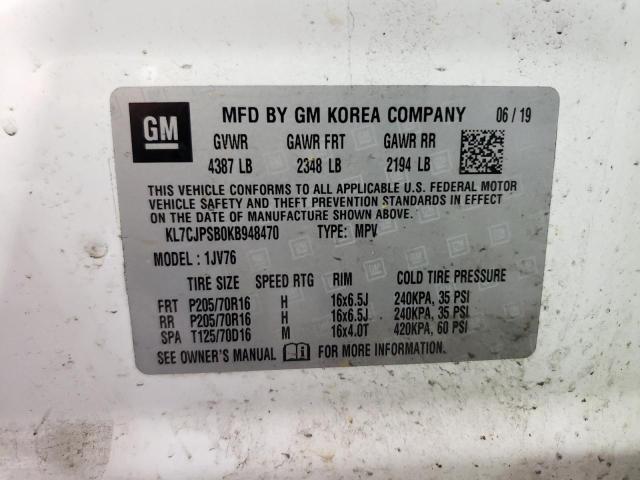 GM
MFD BY GM KOREA COMPANY 06 / 19
GVWR GAWR FRT GAWR RR
4387 LB 2348 LB 2194 LB
THIS VEHICLE CONFORMS TO ALL APPLICABLE U.S. FEDERAL MOTOR
VEHICLE SAFETY AND THEFT PREVENTION STANDARDS IN EFFECT ON
THE DATE OF MANUFACTURE SHOWN ABOVE.
KL7CJPSB0KB948470 TYPE: MPV
MODEL : 1JV76
TIRE SIZE SPEED RTG RIM COLD TIRE PRESSURE
FRT P205/70R16 H 16x6.5J 240KPA, 35 PSI
RR P205/70R16 H 16x6.5J 240KPA, 35 PSI
SPA T125/70D16 M 16x4.0T 420KPA, 60 PSI
SEE OWNER'S MANUAL FOR MORE INFORMATION.